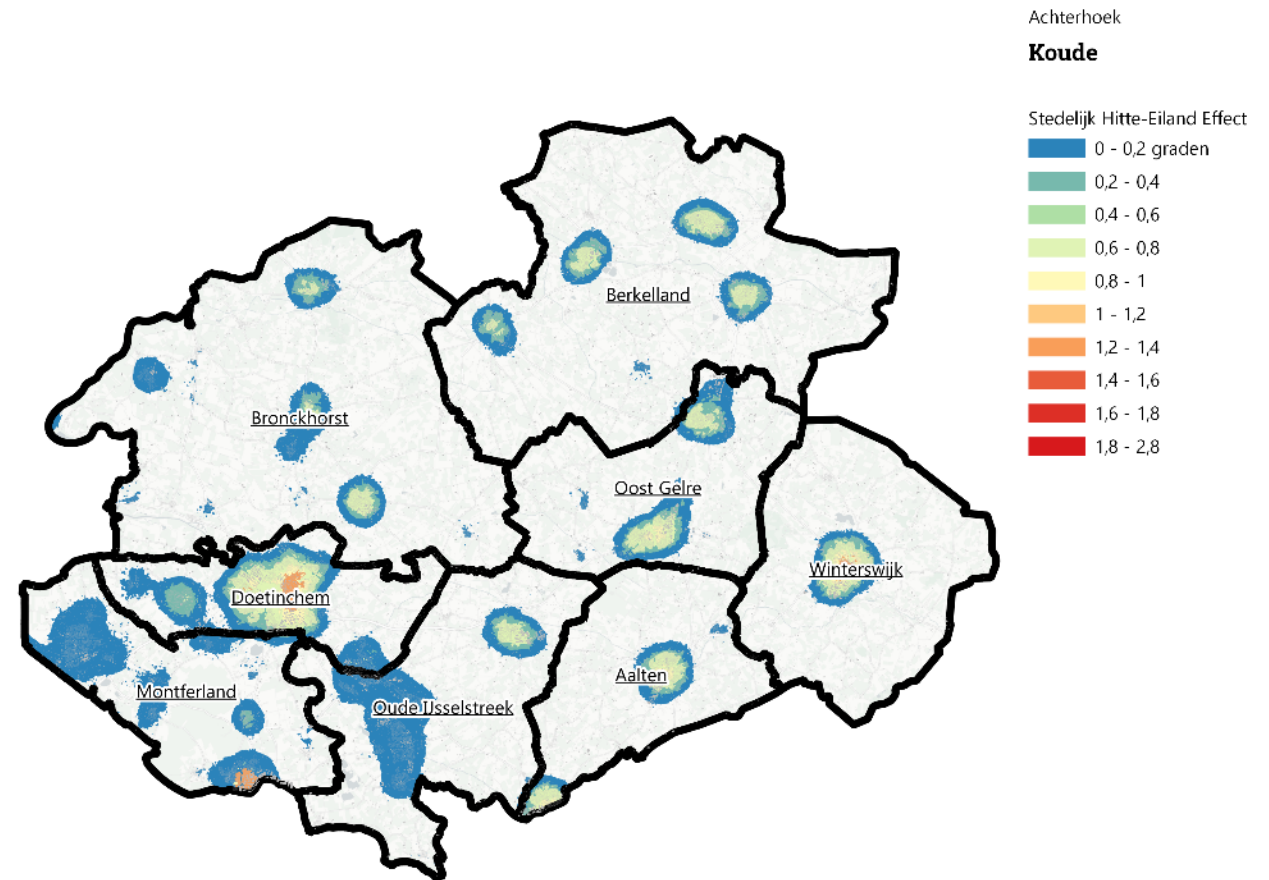 Achterhoek
Koude
Stedelijk Hitte-Eiland Effect
0 - 0,2 graden
0,2 - 0,4
0,4 - 0,6
0,6 - 0,8
0,8 - 1
1 - 1,2
1,2 - 1,4
1,4 - 1,6
1,6 - 1,8
1,8 - 2,8
Berkelland
Bronckhorst
Oost Gelre
Winterswijk
Doetinchem
Aalten
Montferland
Oude IJsselstreek